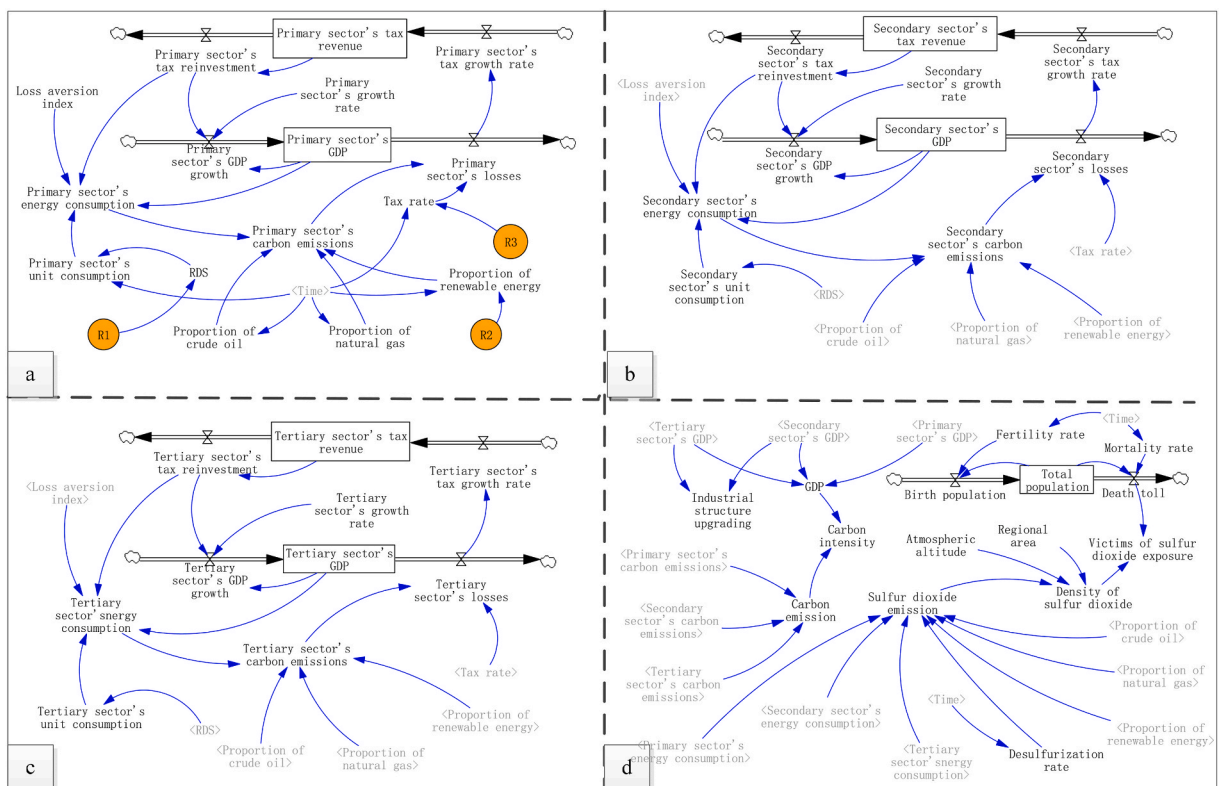 a
Primary sector's tax
revenue
Primary sector's
tax reinvestment
Primary
sector's
growth rate
Primary sector's
tax growth rate
Loss aversion
index
Primary sector's
GDP
Primary
sector's GDP
growth
Primary
sector's losses
Primary sector's
energy consumption
Tax rate
R3
Primary sector's
carbon emissions
Primary sector's
unit consumption
RDS
<Time>
Proportion of
renewable energy
R1
Proportion of
crude oil
Proportion of
natural gas
R2
b
Secondary sector's
tax revenue
Secondary
sector's tax
reinvestment
Secondary
sector's growth
rate
Secondary
sector's tax
growth rate
<Loss aversion
index>
Secondary sector's
GDP
Secondary
sector's GDP
growth
Secondary
sector's losses
Secondary sector's
energy consumption
Secondary
sector's carbon
emissions
<Tax rate>
Secondary
sector's unit
consumption
<RDS>
<Proportion of
crude oil>
<Proportion of
natural gas>
<Proportion of
renewable energy>
c
Tertiary sector's tax
revenue
Tertiary sector's
tax reinvestment
Tertiary sector's
tax growth rate
<Loss aversion
index>
Tertiary
sector's growth
rate
Tertiary sector's
GDP
Tertiary
sector's GDP
growth
Tertiary
sector's losses
Tertiary
sector'snergy
consumption
Tertiary sector's
carbon emissions
<Tax rate>
Tertiary sector's
unit consumption
<RDS>
<Proportion of
crude oil>
<Proportion of
natural gas>
<Proportion of
renewable energy>
d
<Tertiary
sector's GDP>
<Secondary
sector's GDP>
<Primary
sector's GDP>
<Time>
Fertility rate
Mortality rate
Industrial
structure
upgrading
GDP
Birth population
Total
population
Death toll
Carbon
intensity
Atmospheric
altitude
Regional
area
Victims of sulfur
dioxide exposure
<Primary sector's
carbon emissions>
<Secondary
sector's carbon
emissions>
Carbon
emission
Sulfur dioxide
emission
Density of
sulfur dioxide
<Proportion of
crude oil>
<Tertiary
sector's carbon
emissions>
<Proportion of
natural gas>
<Secondary sector's
energy consumption>
<Time>
<Proportion of
renewable energy>
<Primary sector's
energy consumption>
<Tertiary
sector'snergy
consumption>
Desulfurization
rate